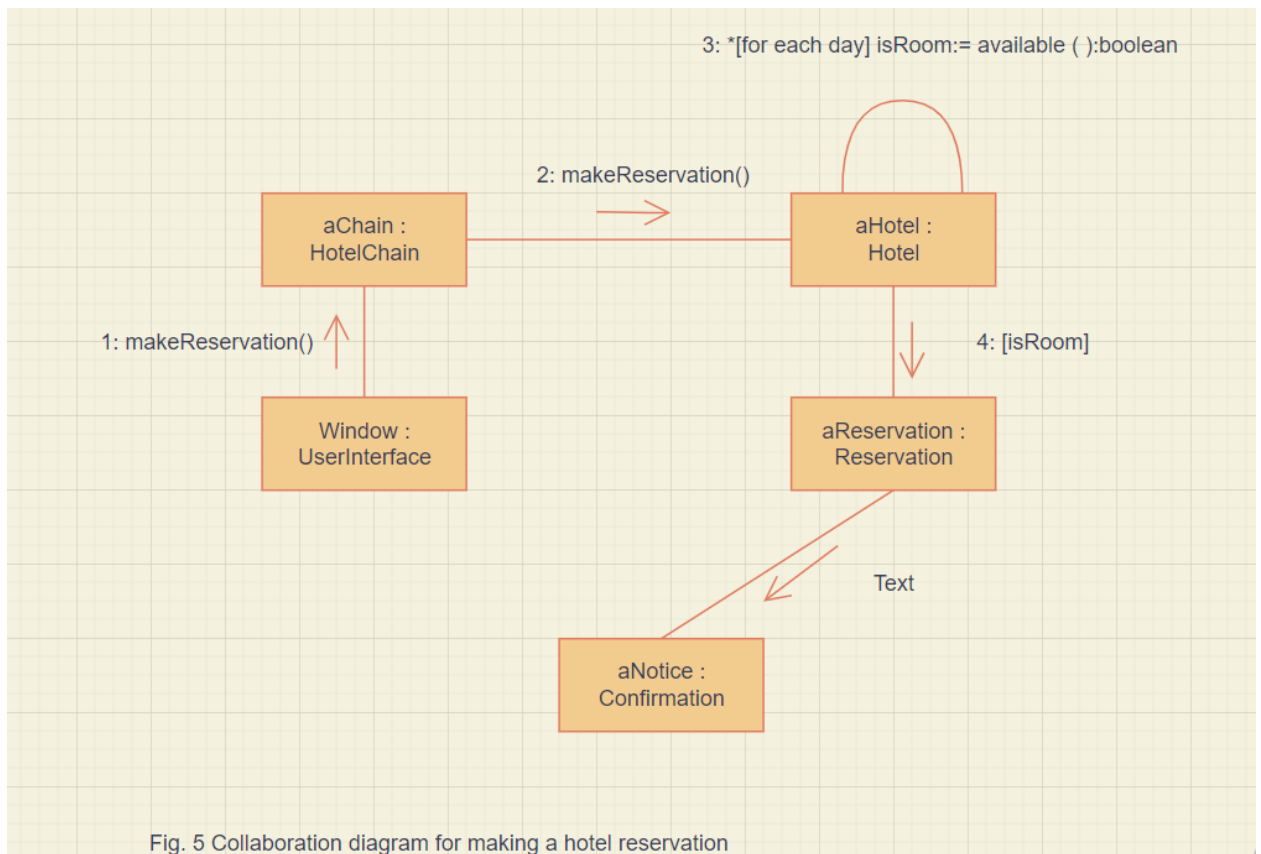 3: *[for each day] isRoom:= available ( ):boolean
2: makeReservation()
aChain :
HotelChain
aHotel :
Hotel
1: makeReservation()
4: [isRoom]
Window :
UserInterface
aReservation :
Reservation
Text
aNotice :
Confirmation
Fig. 5 Collaboration diagram for making a hotel reservation